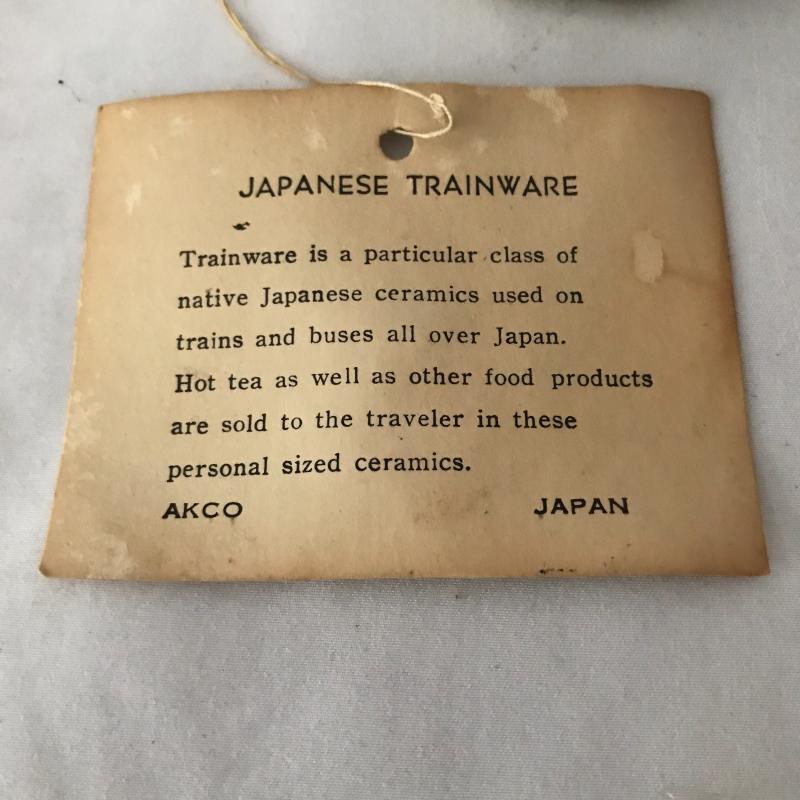 JAPANESE TRAINWARE
Trainware is a particular class of
native Japanese ceramics used on
trains and buses all over Japan.
Hot tea as well as other food products
are sold to the traveler in these
personal sized ceramics.
AKCO JAPAN